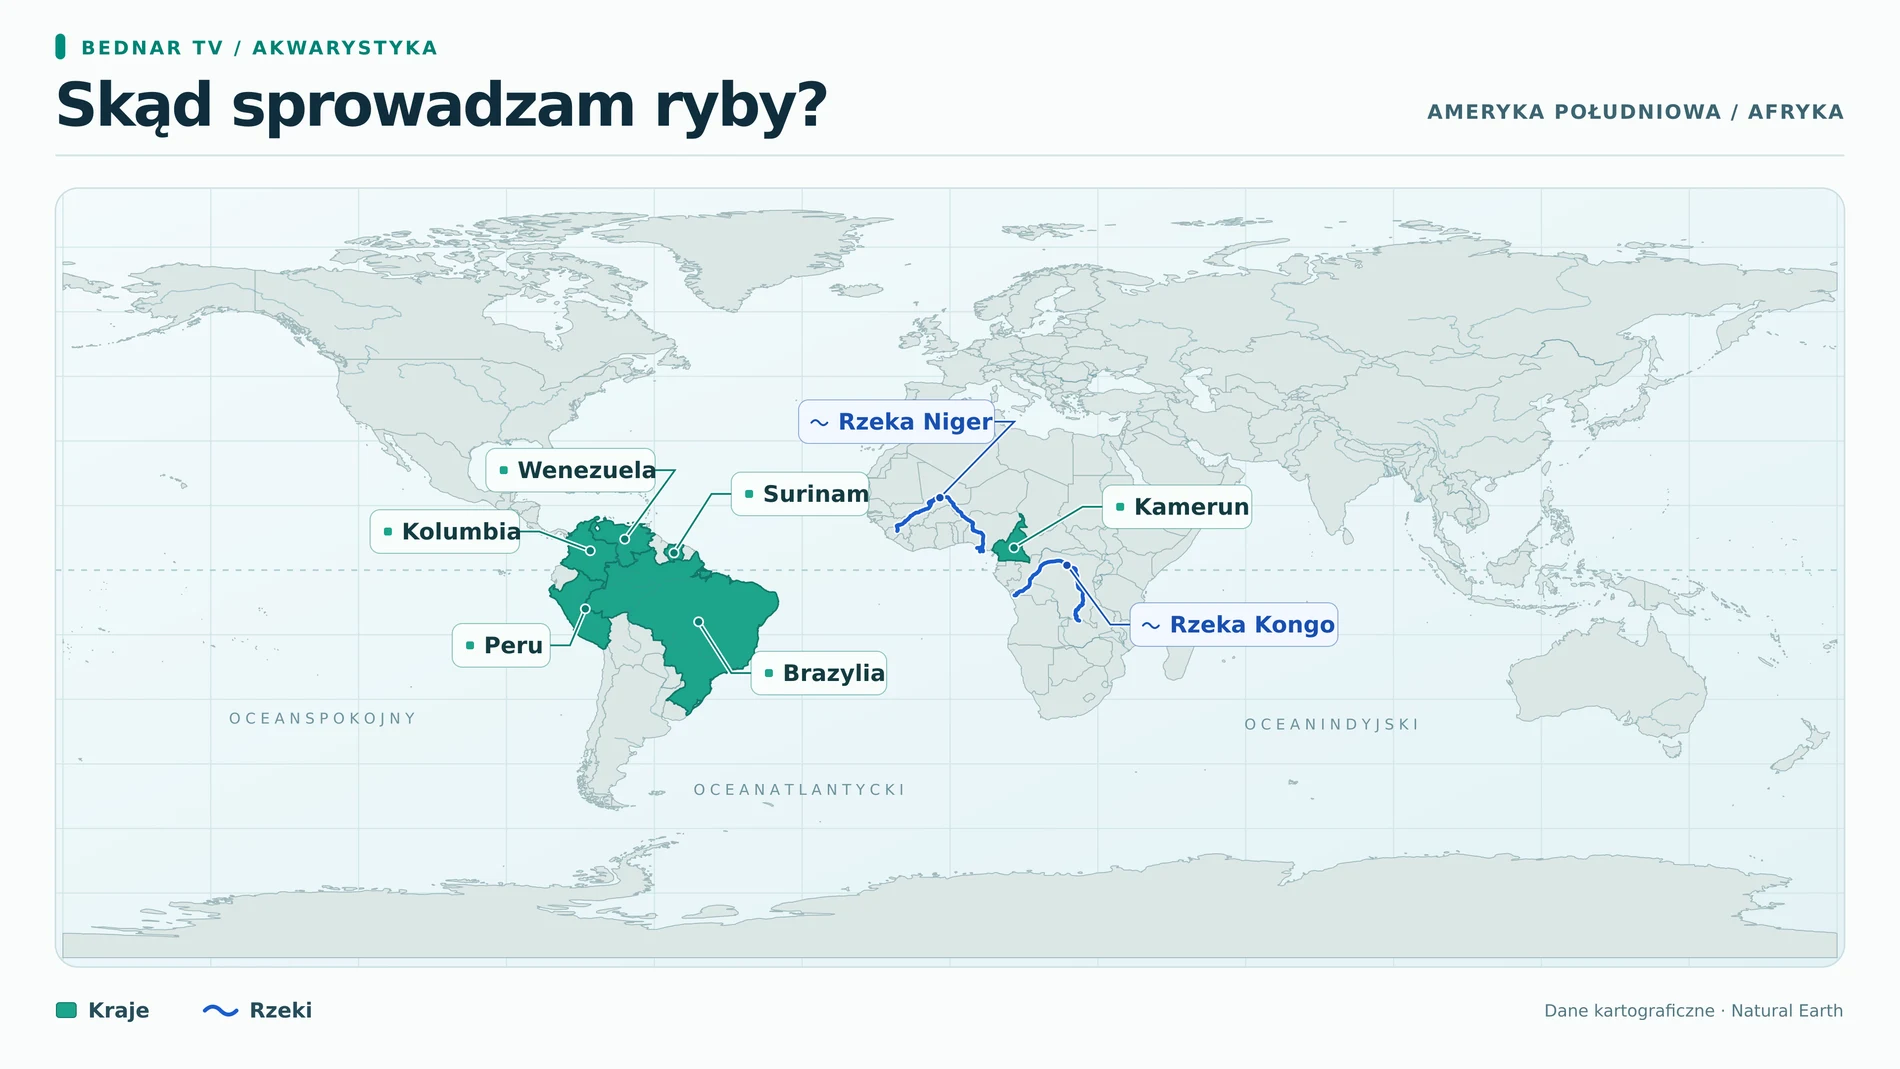 BEDNAR TV / AKWARYSTYKA
Skąd sprowadzam ryby?
AMERYKA POŁUDNIOWA / AFRYKA
Rzeka Niger
Wenezuela
Surinam
Kamerun
Kolumbia
Rzeka Kongo
Peru
Brazylia
OCEANSPOKOJNY
OCEANINDYJSKI
OCEANATLANTYCKI
Kraje
Rzeki
Dane kartograficzne · Natural Earth